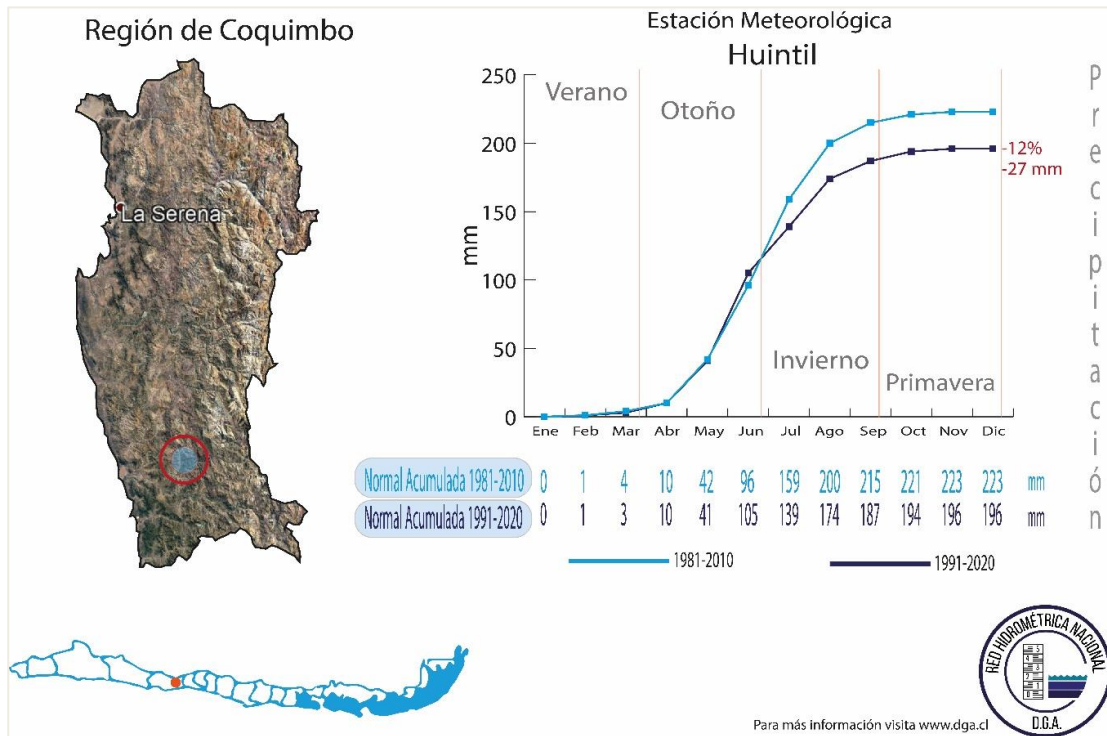 Región de Coquimbo
La Serena
Estación Meteorológica
Huintil
250
200
150
100
50
0
mm
Verano
Otoño
Invierno
Primavera
-12%
-27 mm
Ene Feb Mar Abr May Jun Jul Ago Sep Oct Nov Dic
Normal Acumulada 1981-2010 0 1 4 10 42 96 159 200 215 221 223 223 mm
Normal Acumulada 1991-2020 0 1 3 10 41 105 139 174 187 194 196 196 mm
1981-2010 1991-2020
Precipitación
RED HIDROMÉTRICA NACIONAL
D.G.A.
Para más información visita www.dga.cl